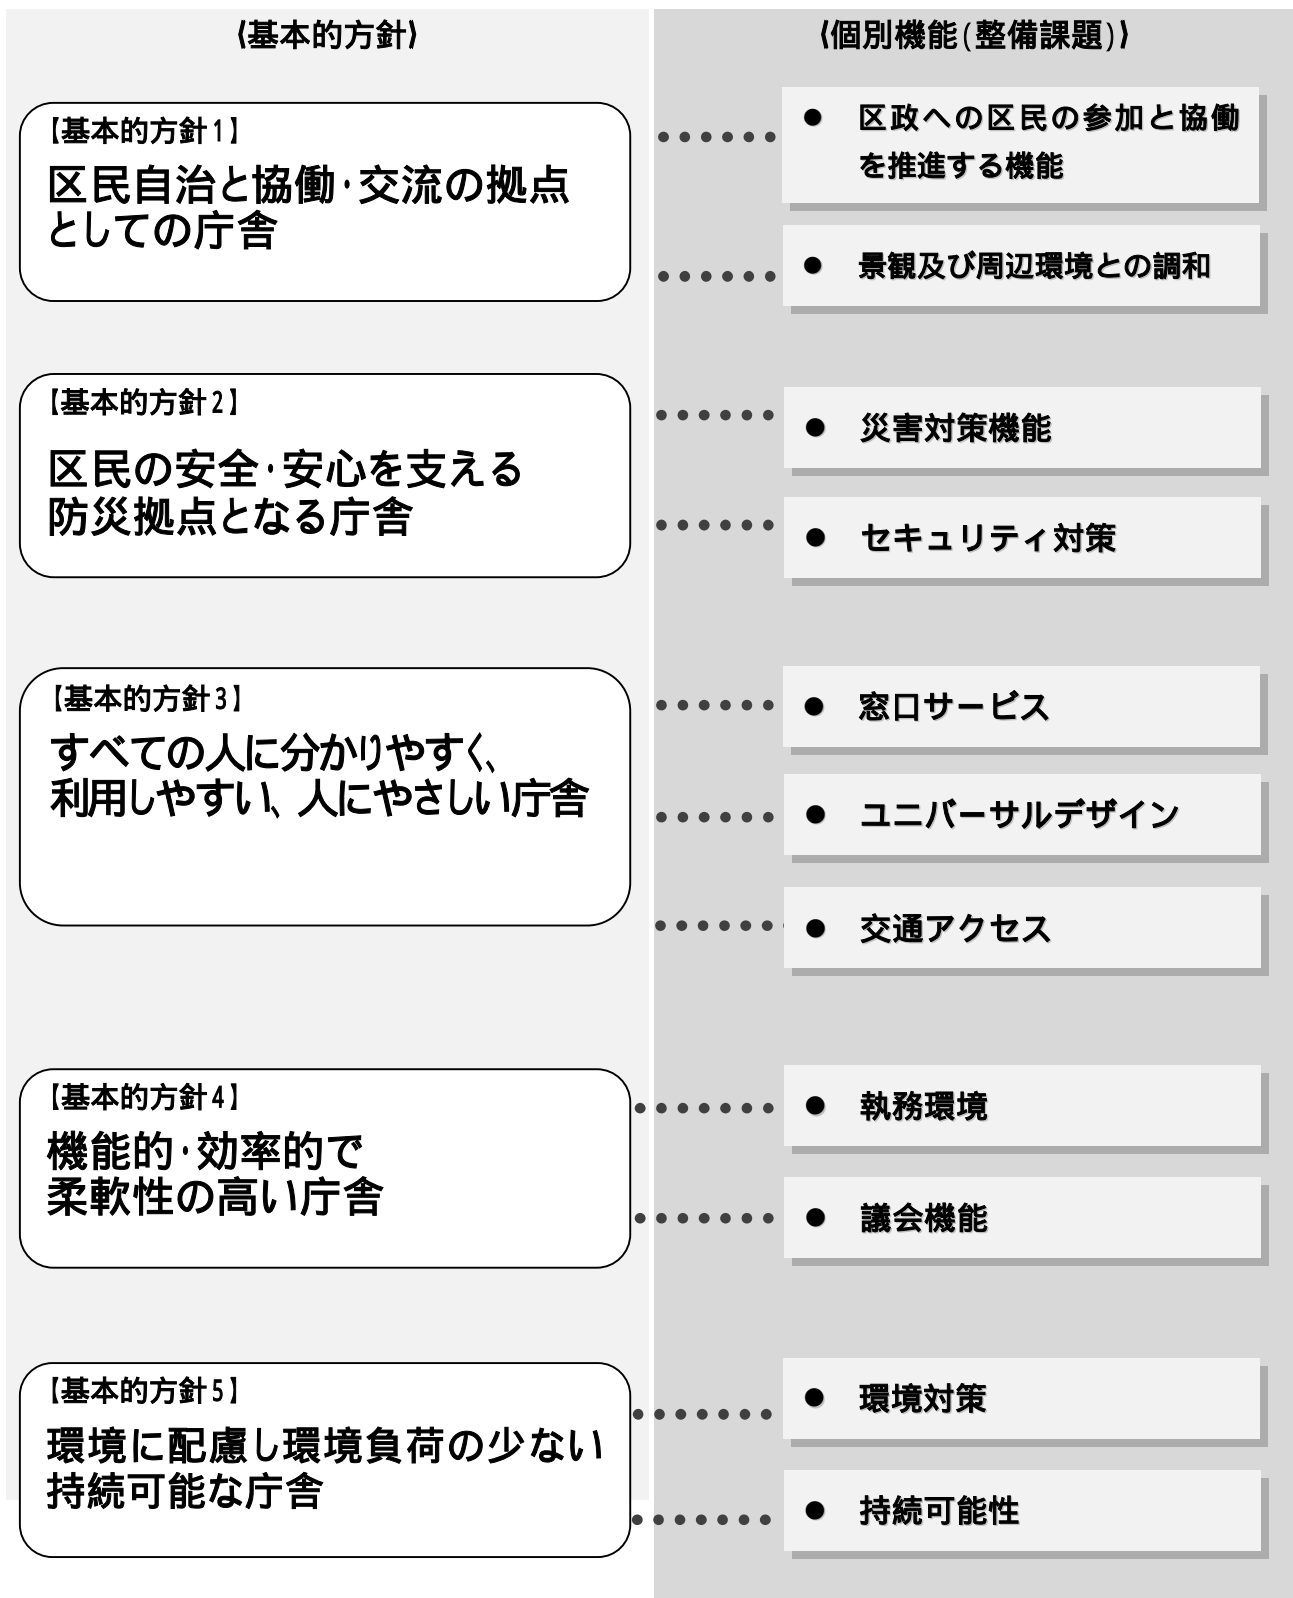 ⟨基本的方針⟩
【基本的方針1】
区民自治と協働･交流の拠点
としての庁舎
【基本的方針2】
区民の安全･安心を支える
防災拠点となる庁舎
【基本的方針3】
すべての人に分かりやすく、
利用しやすい、人にやさしい庁舎
【基本的方針4】
機能的･効率的で
柔軟性の高い庁舎
【基本的方針5】
環境に配慮し環境負荷の少ない
持続可能な庁舎
⟨個別機能(整備課題)⟩
● 区政への区民の参加と協働
を推進する機能
● 景観及び周辺環境との調和
● 災害対策機能
● セキュリティ対策
● 窓口サービス
● ユニバーサルデザイン
● 交通アクセス
● 執務環境
● 議会機能
● 環境対策
● 持続可能性